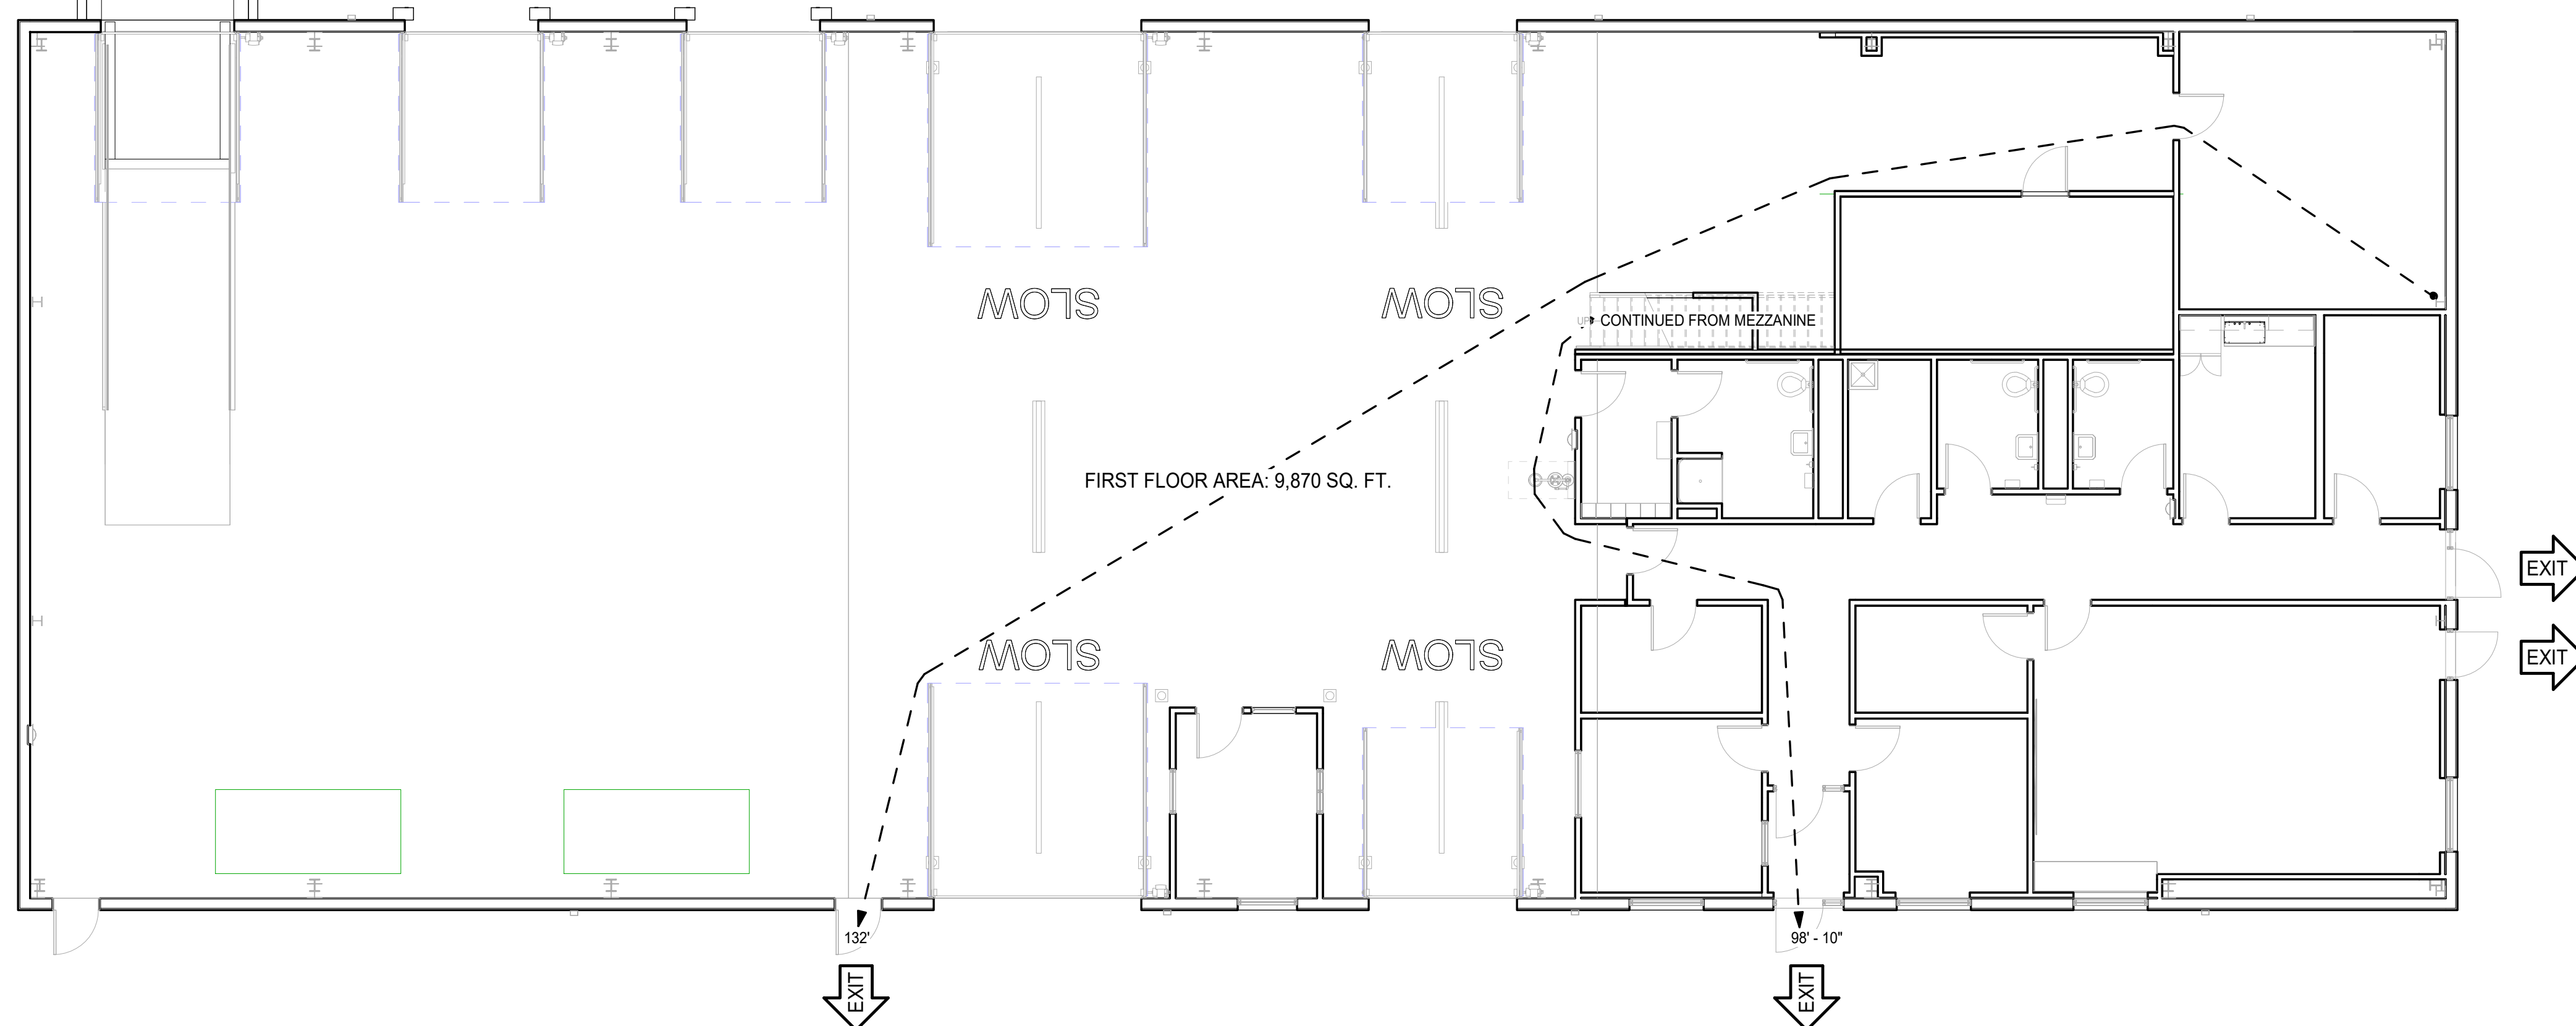 SLOW
SLOW
UP
CONTINUED FROM MEZZANINE
FIRST FLOOR AREA: 9,870 SQ. FT.
EXIT
SLOW
SLOW
EXIT
132'
98' - 10"
EXIT
EXIT